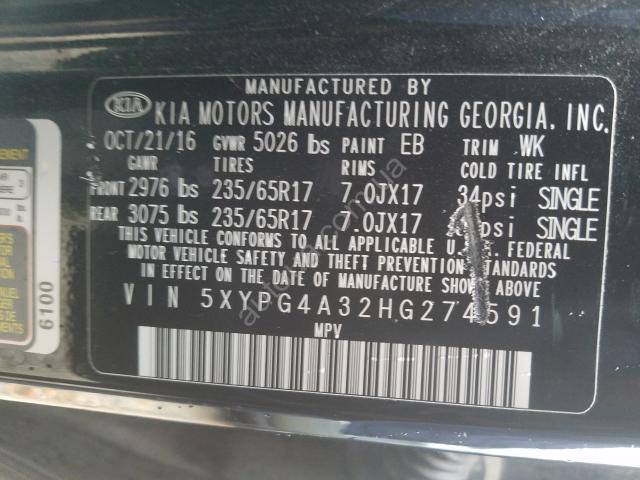 MANUFACTURED BY
KIA KIA MOTORS MANUFACTURING GEORGIA, INC.
OCT/21/16 GVWR 5026 lbs PAINT EB TRIM WK
GAWR TIRES RIMS COLD TIRE INFL
FRONT 2976 lbs 235/65R17 7.0JX17 34psi SINGLE
REAR 3075 lbs 235/65R17 7.0JX17 SINGLE
THIS VEHICLE CONFORMS TO ALL APPLICABLE U.S. FEDERAL
MOTOR VEHICLE SAFETY AND THEFT PREVENTION STANDARDS
IN EFFECT ON THE DATE OF MANUFACTURE SHOWN ABOVE
VIN 5XYPG4A32HG274591
MPV
6100